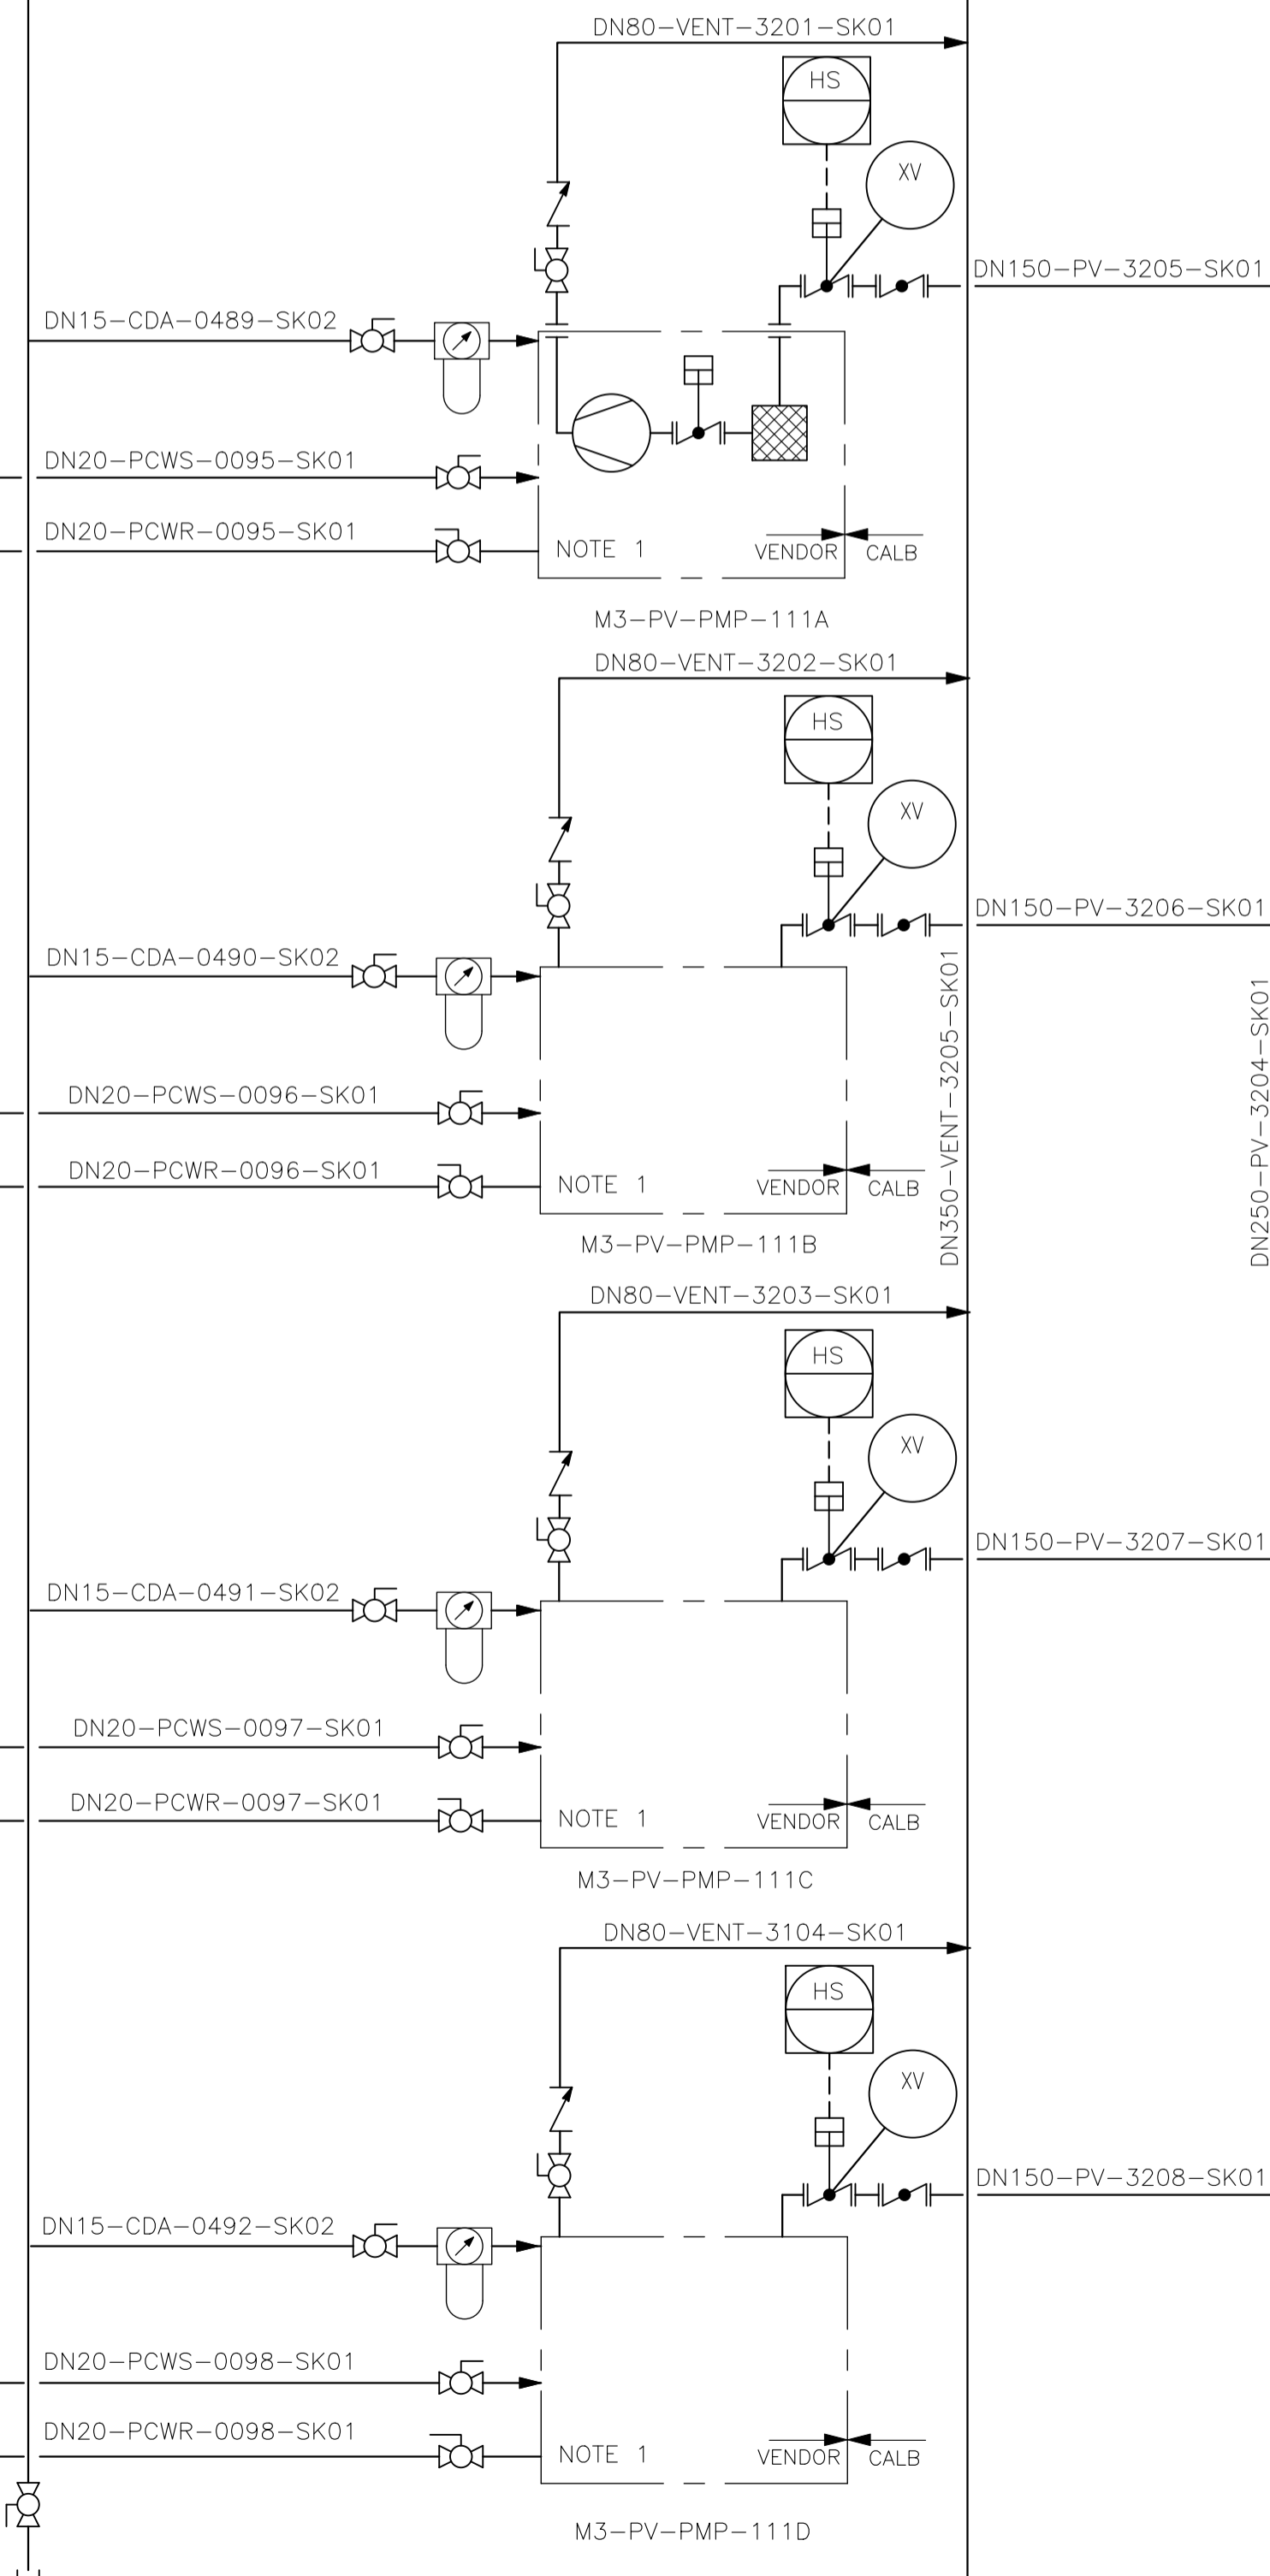 DN80-VENT-3201-SK01
HS
XV
DN150-PV-3205-SK01
DN15-CDA-0489-SK02
DN20-PCWS-0095-SK01
DN20-PCWR-0095-SK01
NOTE 1
VENDOR
CALB
M3-PV-PMP-111A
DN80-VENT-3202-SK01
HS
XV
DN150-PV-3206-SK01
DN15-CDA-0490-SK02
DN350-VENT-3205-SK01
DN250-PV-3204-SK01
DN20-PCWS-0096-SK01
DN20-PCWR-0096-SK01
NOTE 1
VENDOR
CALB
M3-PV-PMP-111B
DN80-VENT-3203-SK01
HS
XV
DN150-PV-3207-SK01
DN15-CDA-0491-SK02
DN20-PCWS-0097-SK01
DN20-PCWR-0097-SK01
NOTE 1
VENDOR
CALB
M3-PV-PMP-111C
DN80-VENT-3104-SK01
HS
XV
DN150-PV-3208-SK01
DN15-CDA-0492-SK02
DN20-PCWS-0098-SK01
DN20-PCWR-0098-SK01
NOTE 1
VENDOR
CALB
M3-PV-PMP-111D